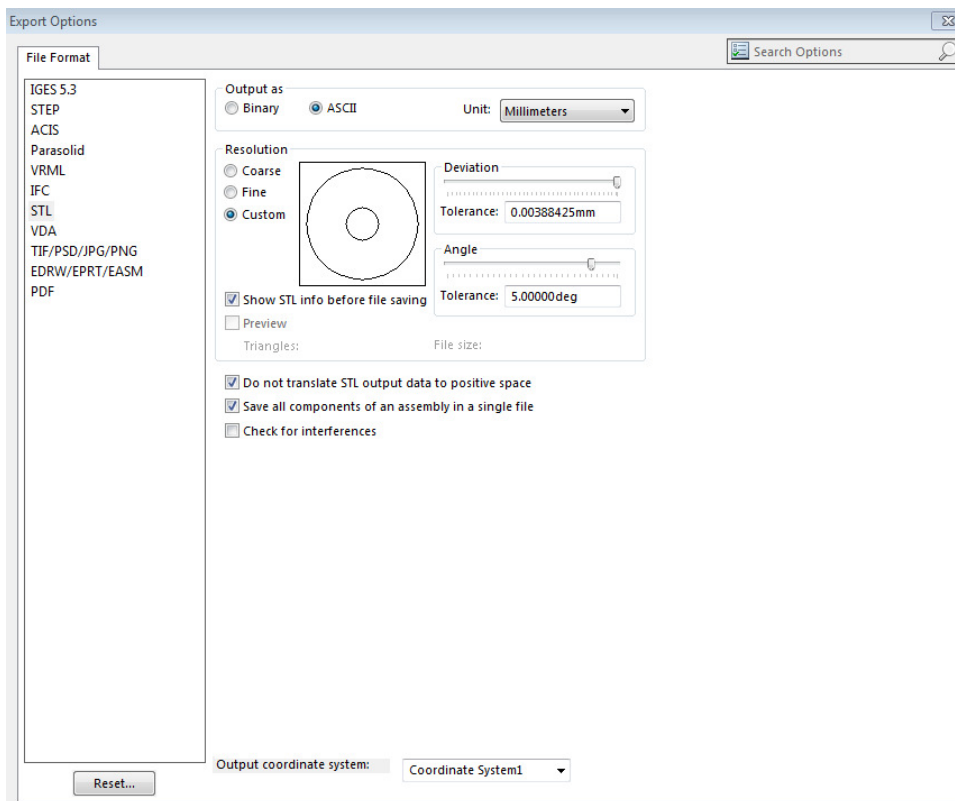 Export Options
Search Options
File Format
IGES 5.3
STEP
ACIS
Parasolid
VRML
IFC
STL
VDA
TIF/PSD/JPG/PNG
EDRW/EPRT/EASM
PDF
Reset...
Output as
Binary
ASCII
Unit: Millimeters
Resolution
Coarse
Fine
Custom
Deviation
Tolerance: 0.00388425mm
Angle
Tolerance: 5.00000deg
Show STL info before file saving
Preview
Triangles:
File size:
Do not translate STL output data to positive space
Save all components of an assembly in a single file
Check for interferences
Output coordinate system: Coordinate System1